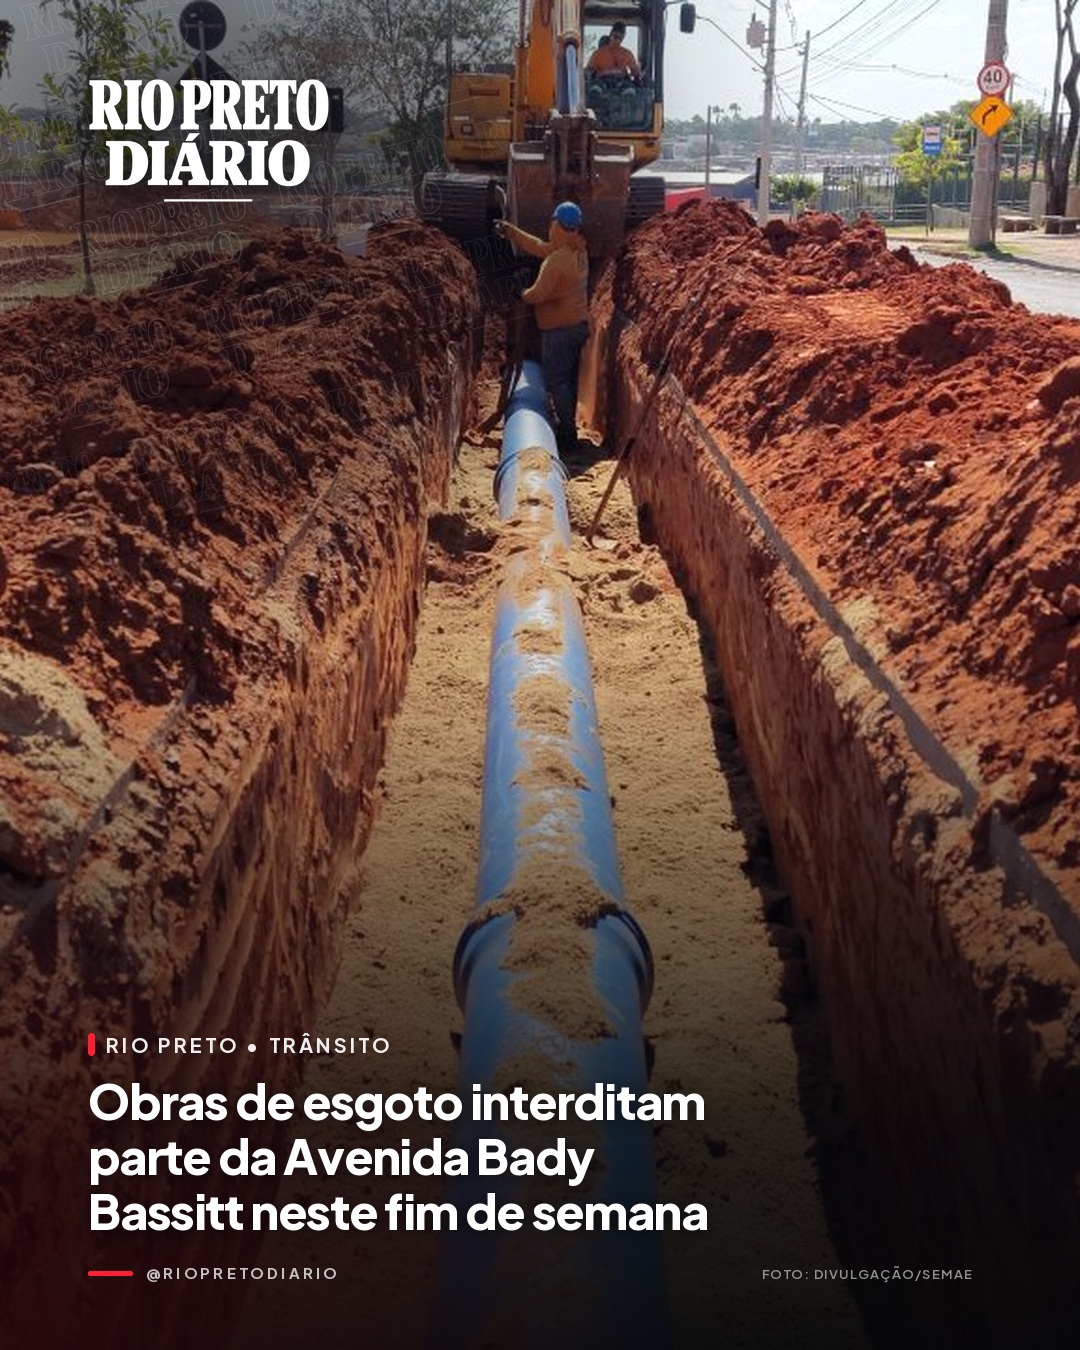 RIO PRETO
DIÁRIO
40
RIO PRETO • TRÂNSITO
Obras de esgoto interditam
parte da Avenida Bady
Bassitt neste fim de semana
@RIOPRETODIARIO
FOTO: DIVULGAÇÃO/SEMAE